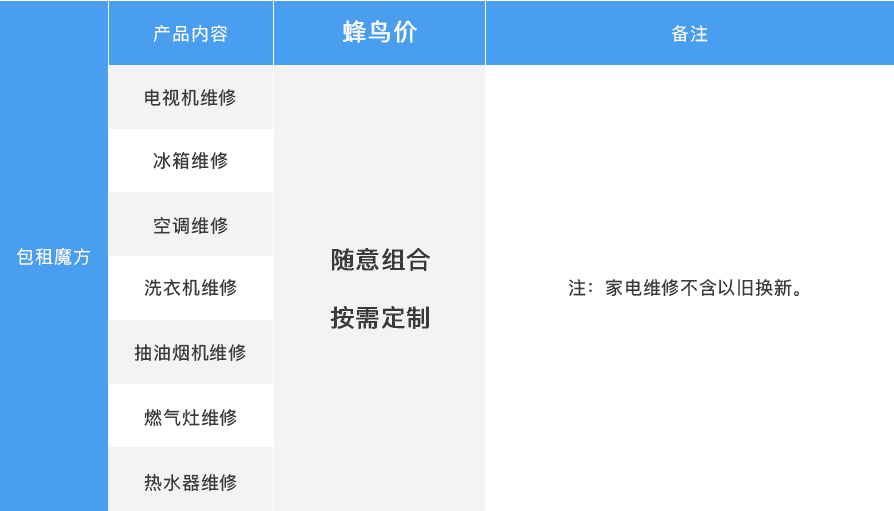 产品内容
蜂鸟价
备注
包租魔方
电视机维修
冰箱维修
空调维修
洗衣机维修
抽油烟机维修
燃气灶维修
热水器维修
随意组合
按需定制
注：家电维修不含以旧换新。